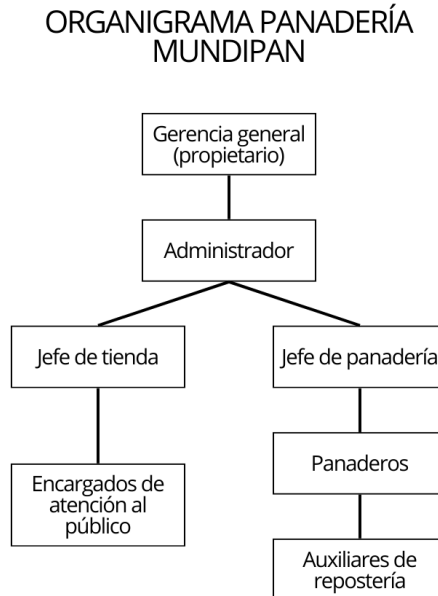 ORGANIGRAMA PANADERÍA
MUNDIPAN
Gerencia general
(propietario)
Administrador
Jefe de tienda
Jefe de panadería
Encargados de
atención al
público
Panaderos
Auxiliares de
repostería